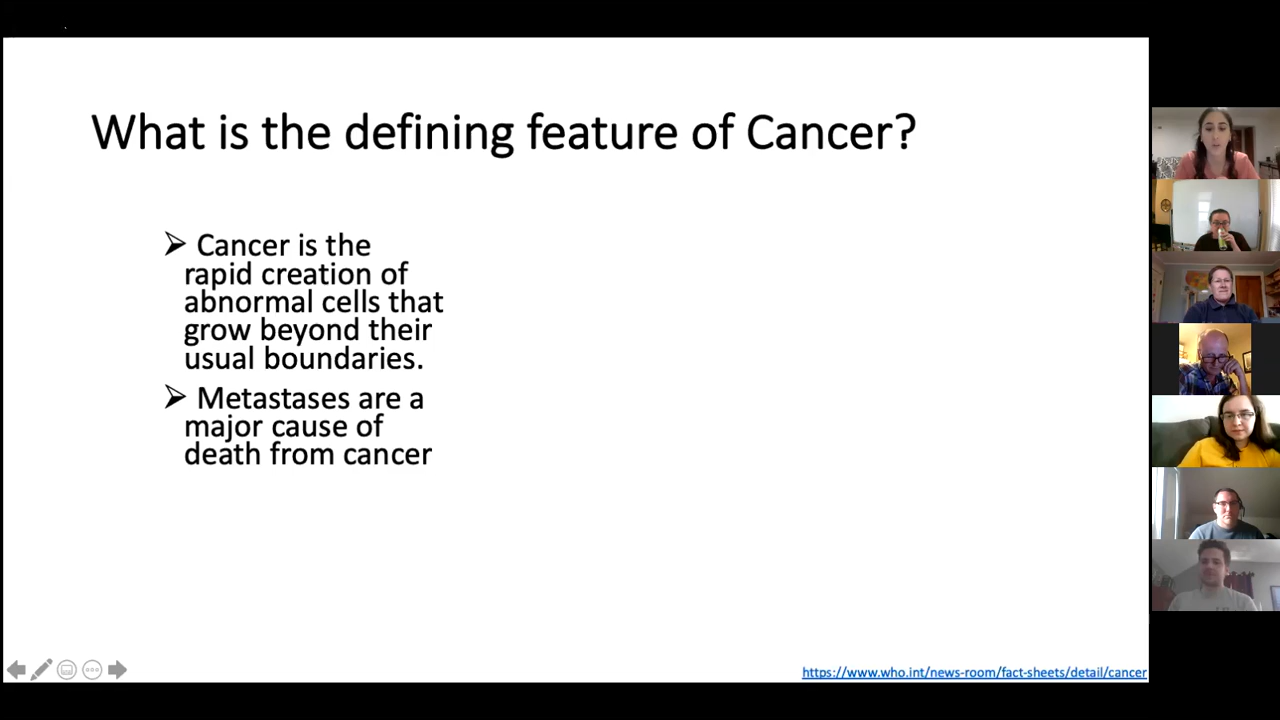 What is the defining feature of Cancer?
➤ Cancer is the
rapid creation of
abnormal cells that
grow beyond their
usual boundaries.
➤ Metastases are a
major cause of
death from cancer
https://www.who.int/news-room/fact-sheets/detail/cancer